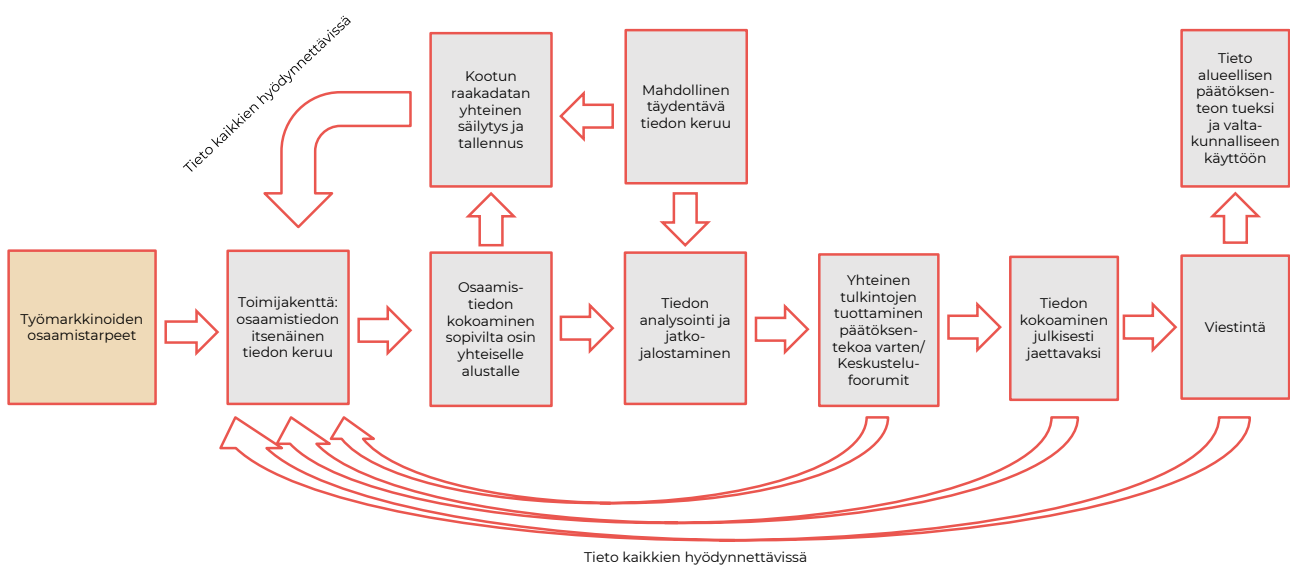 Tieto kaikkien hyödynnettävissä
Kootun
raakadatan
yhteinen
säilytys ja
tallennus
Mahdollinen
täydentävä
tiedon keruu
Tieto
alueellisen
päätöksen-
teon tueksi
ja valta-
kunnalliseen
käyttöön
Työmarkkinoiden
osaamistarpeet
Toimijakenttä:
osaamistiedon
itsenäinen
tiedon keruu
Osaamis-
tiedon
kokoaminen
sopivilta osin
yhteiselle
alustalle
Tiedon
analysointi ja
jatko-
jalostaminen
Yhteinen
tulkintojen
tuottaminen
päätöksen-
tekoa varten/
Keskustelu-
foorumit
Tiedon
kokoaminen
julkisesti
jaettavaksi
Viestintä
Tieto kaikkien hyödynnettävissä